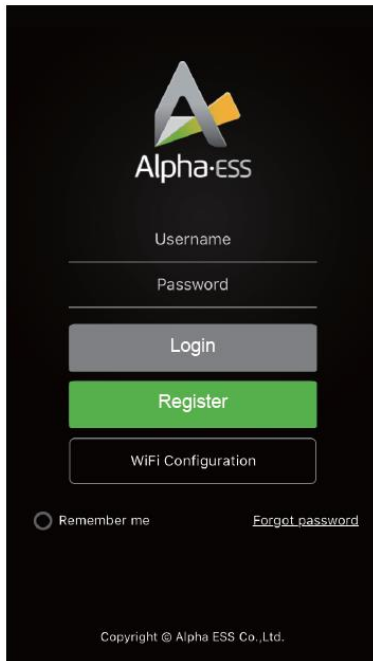 Alpha·ESS
Username
Password
Login
Register
WiFi Configuration
Remember me Forgot password
Copyright © Alpha ESS Co.,Ltd.